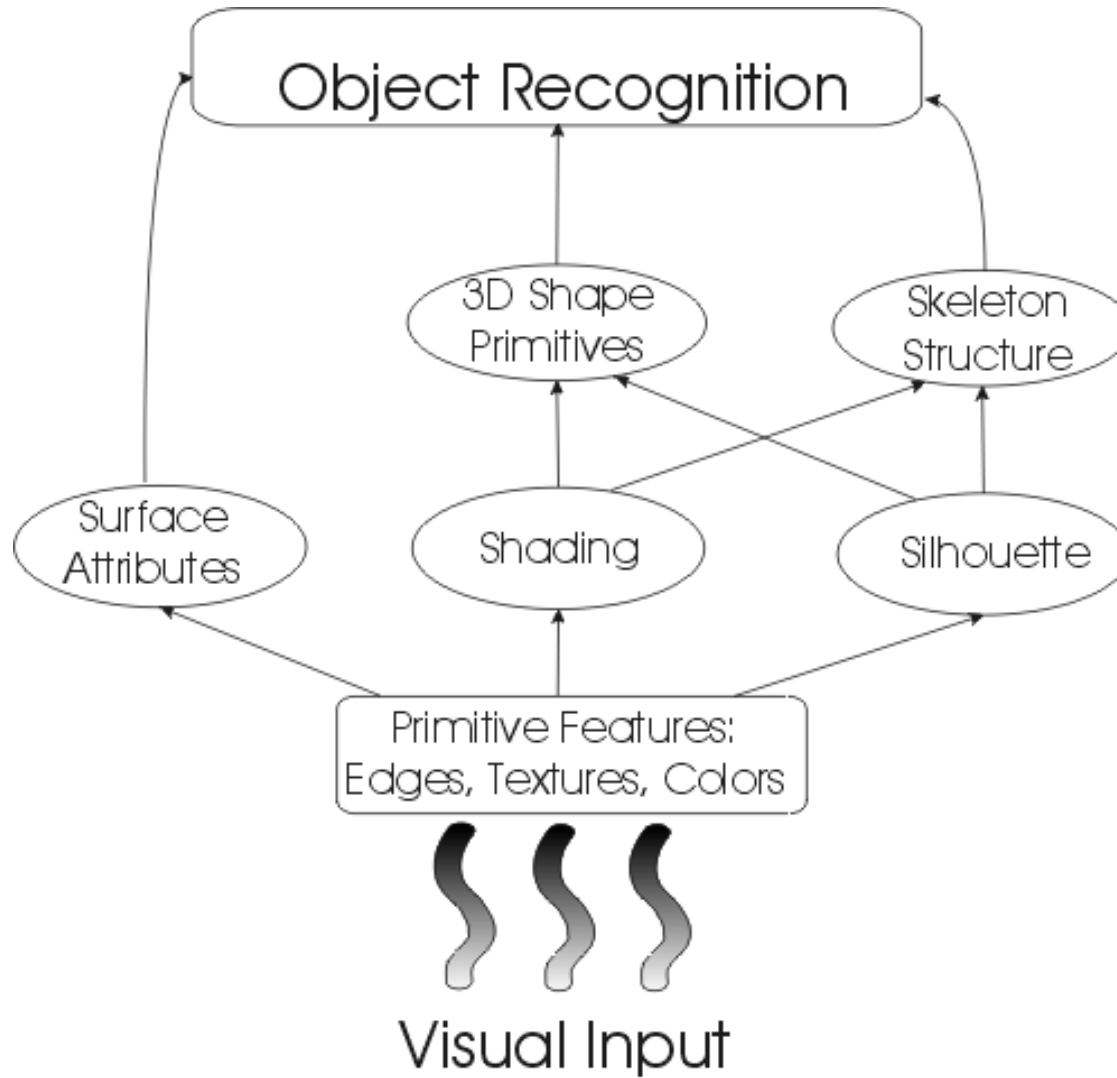 Object Recognition
3D Shape
Primitives
Skeleton
Structure
Surface
Attributes
Shading
Silhouette
Primitive Features:
Edges, Textures, Colors
Visual Input